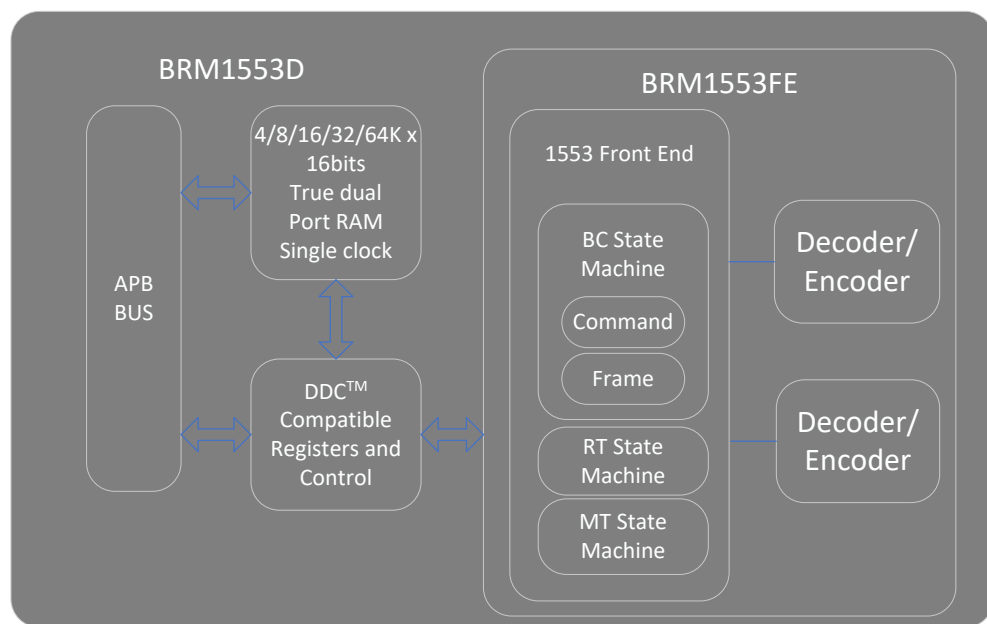 BRM1553D
BRM1553FE
4/8/16/32/64K x
16bits
True dual
Port RAM
Single clock
APB
BUS
DDC™
Compatible
Registers and
Control
1553 Front End
BC State
Machine
Command
Frame
RT State
Machine
MT State
Machine
Decoder/
Encoder
Decoder/
Encoder